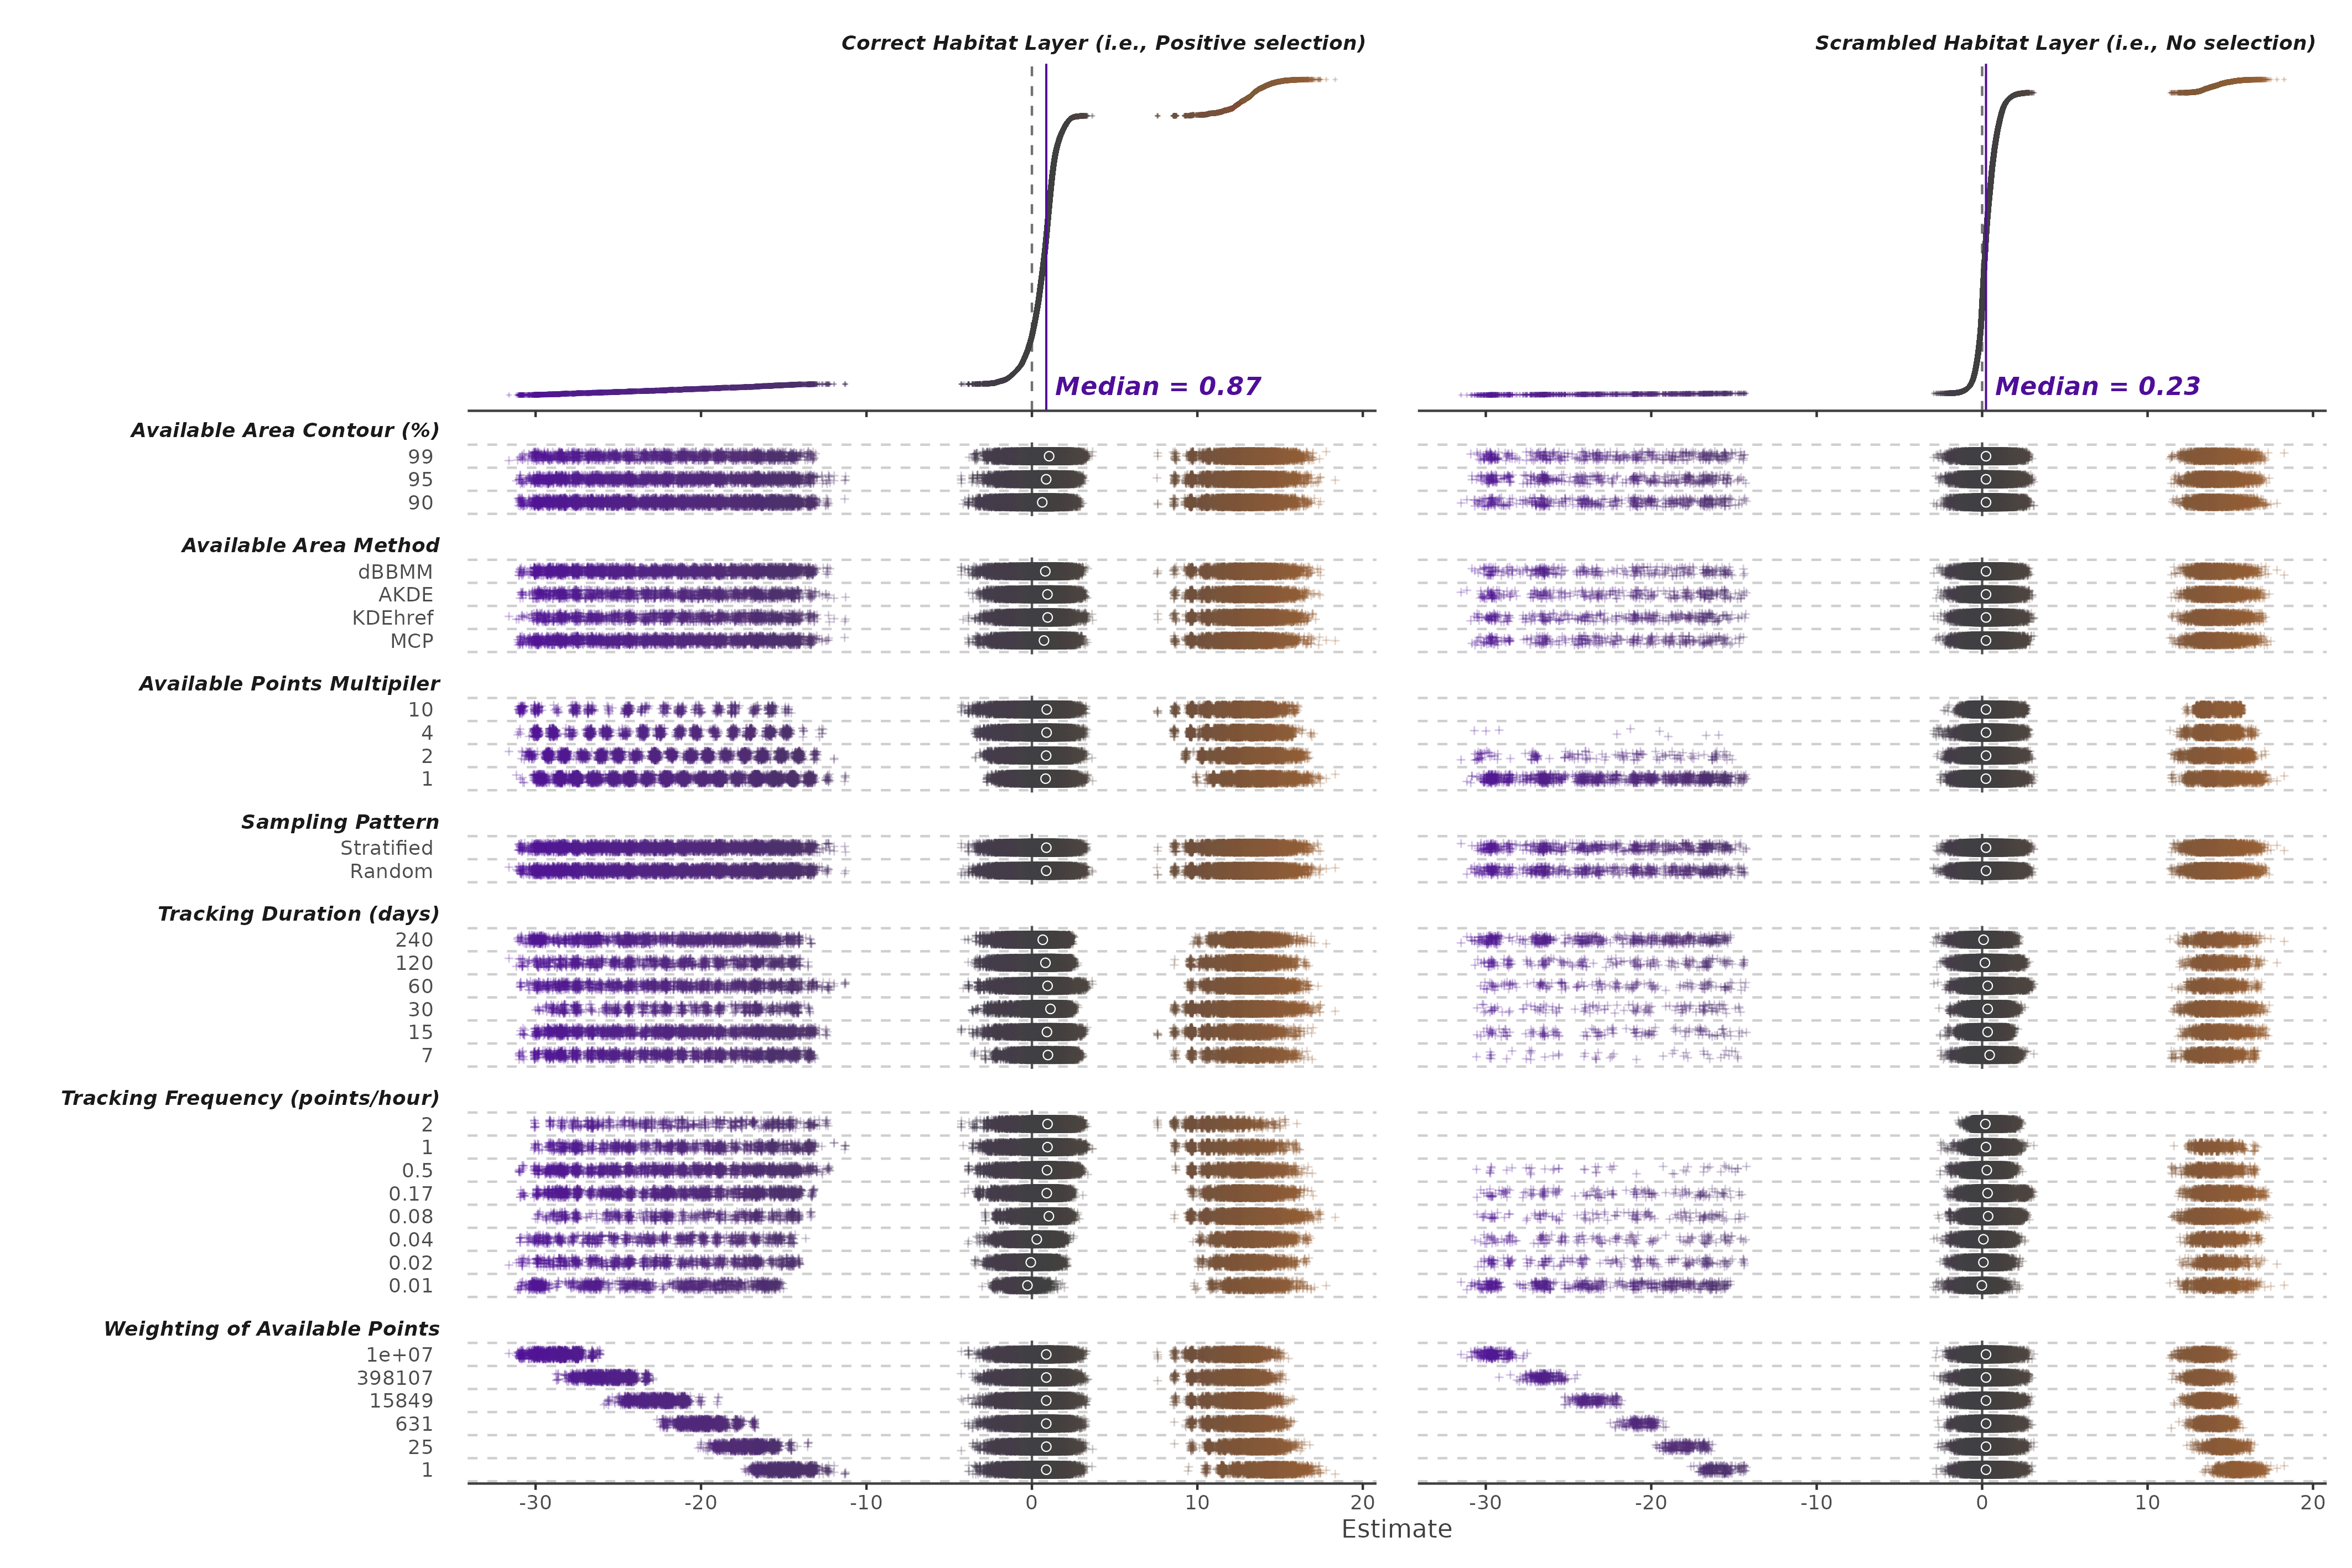 Correct Habitat Layer (i.e., Positive selection)
Scrambled Habitat Layer (i.e., No selection)
Median = 0.87
Median = 0.23
Available Area Contour (%)
99
95
90
Available Area Method
dBBMM
AKDE
KDEhref
MCP
Available Points Multipiler
10
4
2
1
Sampling Pattern
Stratified
Random
Tracking Duration (days)
240
120
60
30
15
7
Tracking Frequency (points/hour)
2
1
0.5
0.17
0.08
0.04
0.02
0.01
Weighting of Available Points
1e+07
398107
15849
631
25
1
-30 -20 -10 0 10 20
-30 -20 -10 0 10 20
Estimate